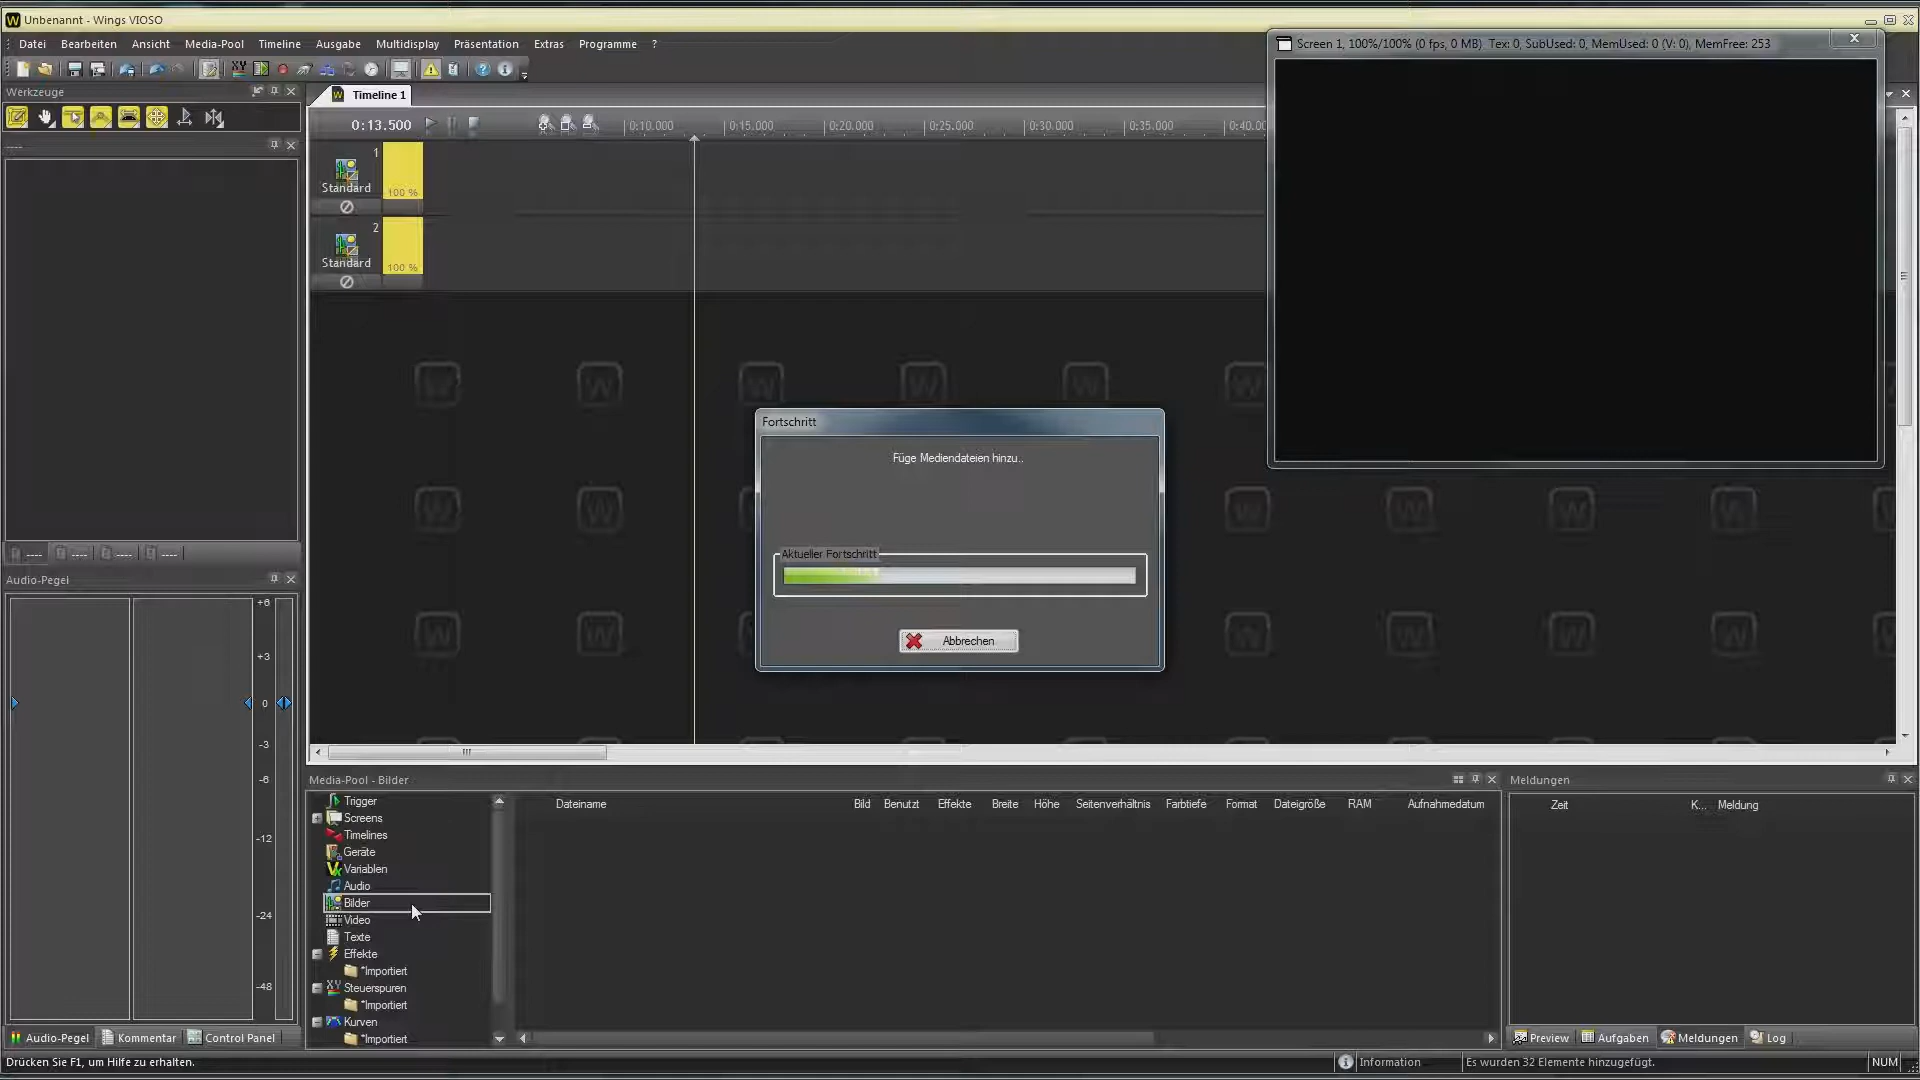 Unbenannt - Wings VIOSO
Datei Bearbeiten Ansicht Media-Pool Timeline Ausgabe Multidisplay Präsentation Extras Programme ?
Screen 1, 100%/100% (0 fps, 0 MB) Tex: 0, SubUsed: 0, MemUsed: 0 (V: 0), MemFree: 253
Werkzeuge
Timeline 1
0:13.500
0:10.000 0:15.000 0:20.000 0:25.000 0:30.000 0:35.000 0:40.00
----
1
Standard
100 %
2
Standard
100 %
Fortschritt
Füge Mediendateien hinzu..
Aktueller Fortschritt
Abbrechen
---- ---- ---- ----
Audio-Pegel
+6
+3
0
-3
-6
-12
-24
-48
Media-Pool - Bilder
Trigger
Screens
Timelines
Geräte
Variablen
Audio
Bilder
Video
Texte
Effekte
*Importiert
Steuerspuren
*Importiert
Kurven
*Importiert
Dateiname Bild Benutzt Effekte Breite Höhe Seitenverhältnis Farbtiefe Format Dateigröße RAM Aufnahmedatum
Meldungen
Zeit K... Meldung
Audio-Pegel Kommentar Control Panel
Preview Aufgaben Meldungen Log
Drücken Sie F1, um Hilfe zu erhalten.
Information
Es wurden 32 Elemente hinzugefügt.
NUM